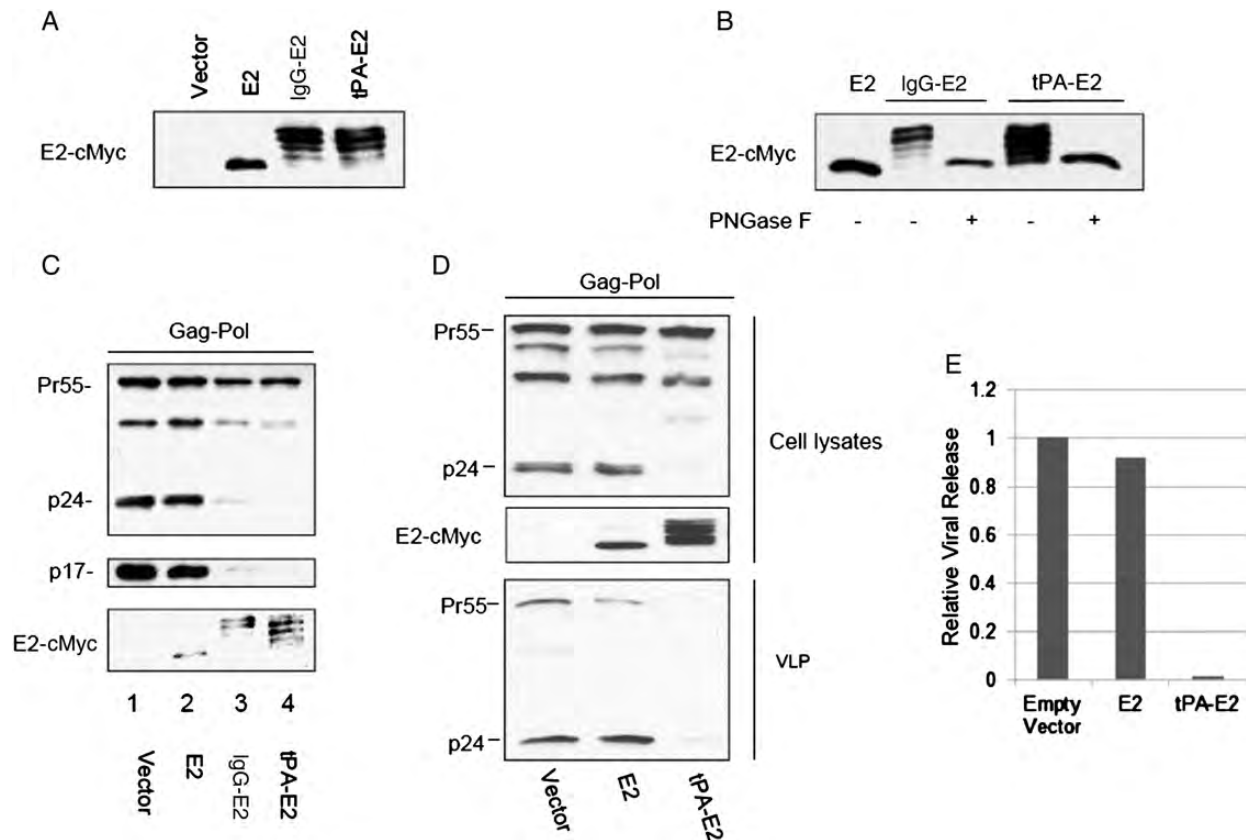 A
Vector
E2
IgG-E2
tPA-E2
E2-cMyc
B
E2 IgG-E2 tPA-E2
E2-cMyc
PNGase F - - + - +
C
Gag-Pol
Pr55-
p24-
p17-
E2-cMyc
1 2 3 4
Vector
E2
IgG-E2
tPA-E2
D
Gag-Pol
Pr55–
p24–
E2-cMyc
Cell lysates
Pr55–
p24–
VLP
Vector
E2
tPA-E2
E
Relative Viral Release
1.2
1
0.8
0.6
0.4
0.2
0
Empty
Vector
E2
tPA-E2